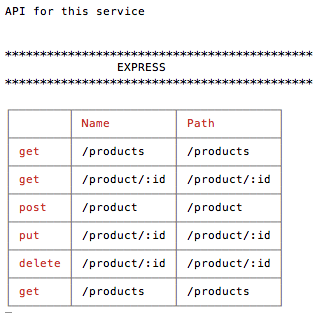 API for this service
********************************************
EXPRESS
********************************************
Name Path
get /products /products
get /product/:id /product/:id
post /product /product
put /product/:id /product/:id
delete /product/:id /product/:id
get /products /products